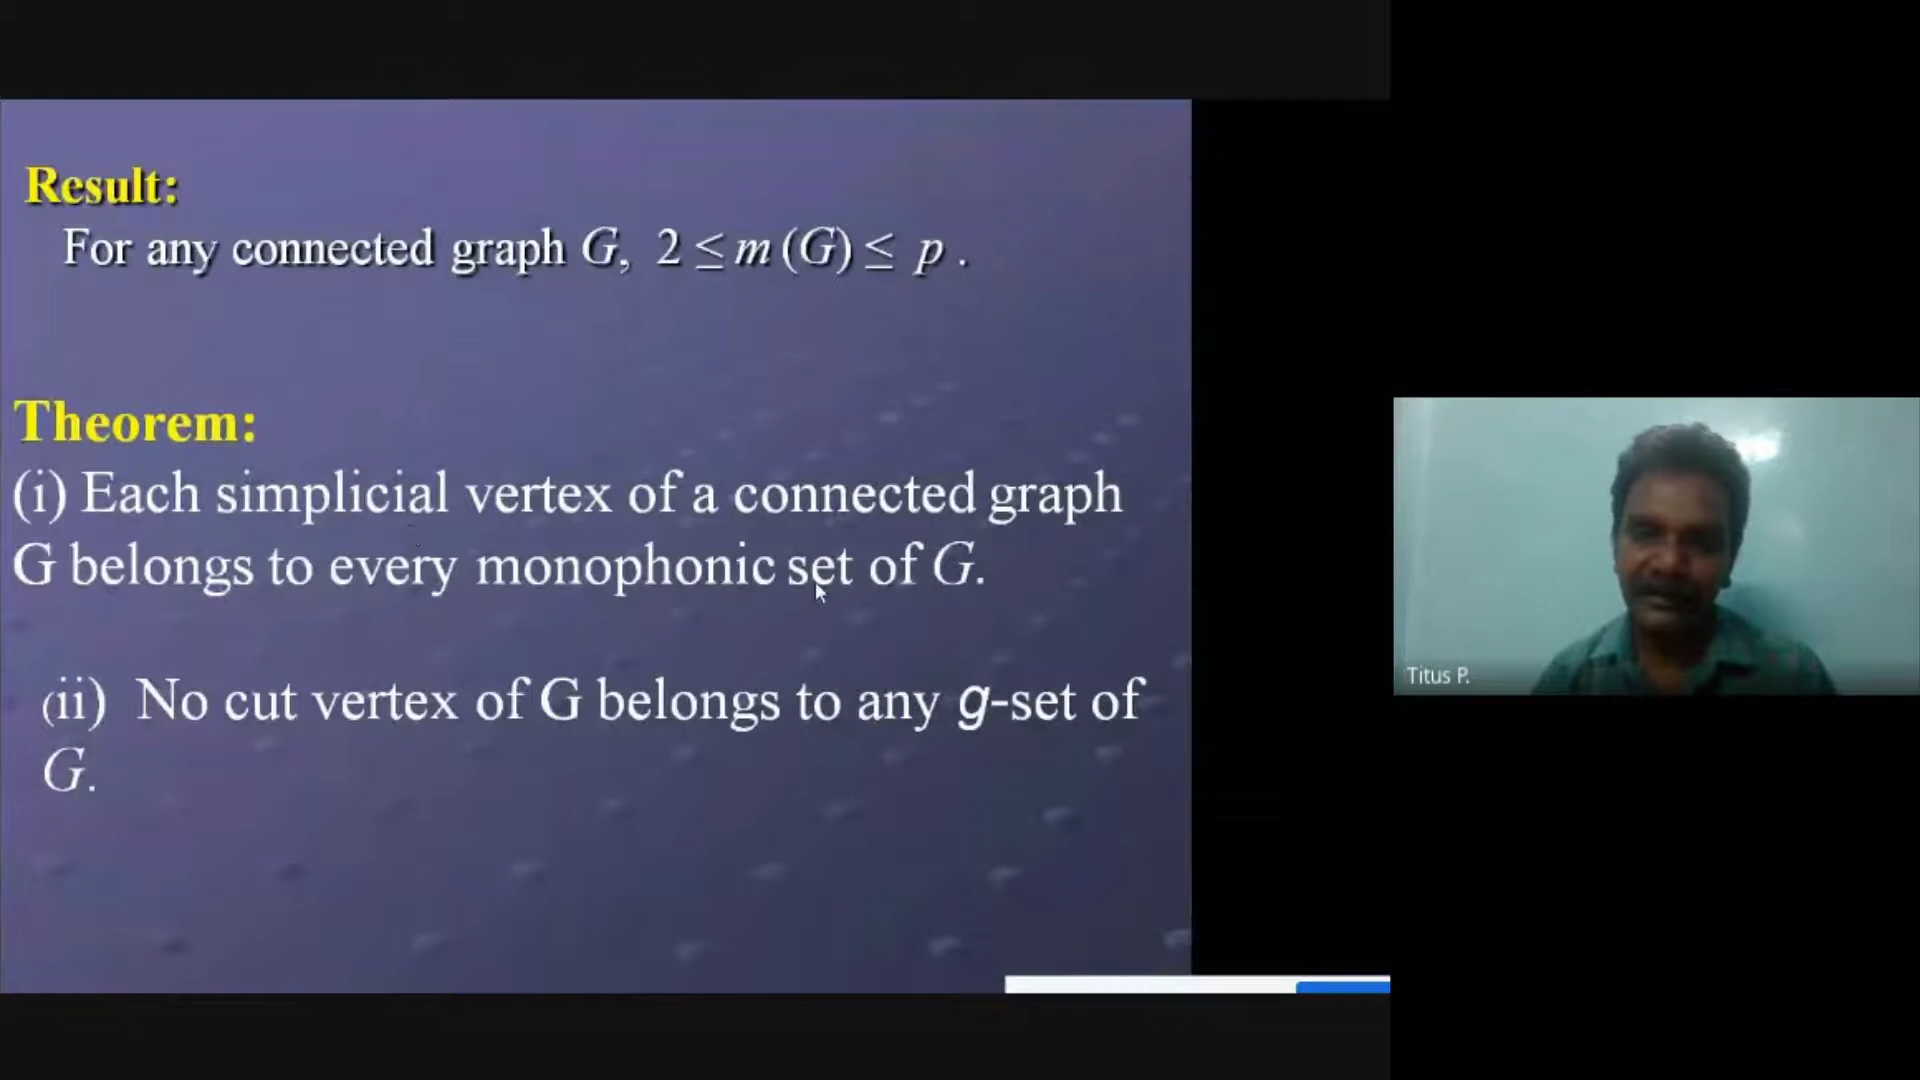 Result:
For any connected graph G, 2 ≤ m (G) ≤ p .
Theorem:
(i) Each simplicial vertex of a connected graph
G belongs to every monophonic set of G.
(ii) No cut vertex of G belongs to any g-set of
G.
Titus P.